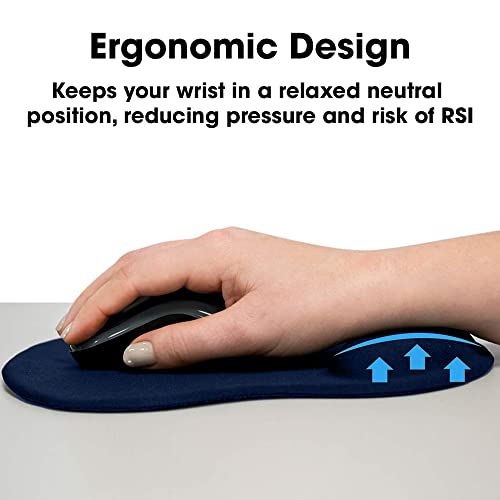 Ergonomic Design
Keeps your wrist in a relaxed neutral
position, reducing pressure and risk of RSI